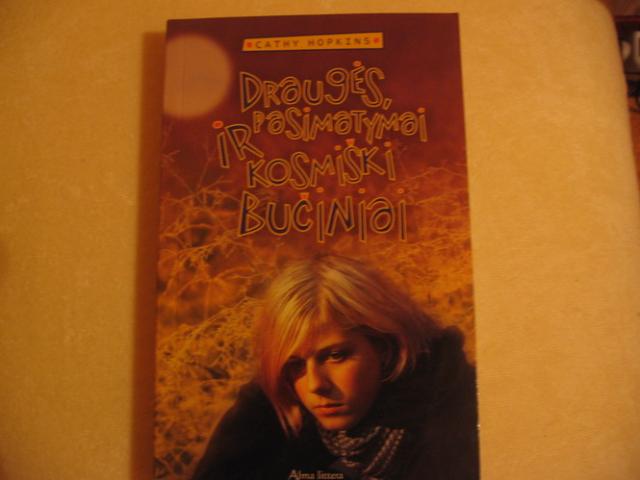 CATHY HOPKINS
DRAUGĖS,
PASIMATYMAI
IR
KOSMIŠKI
BUČINIAI
Alma littera